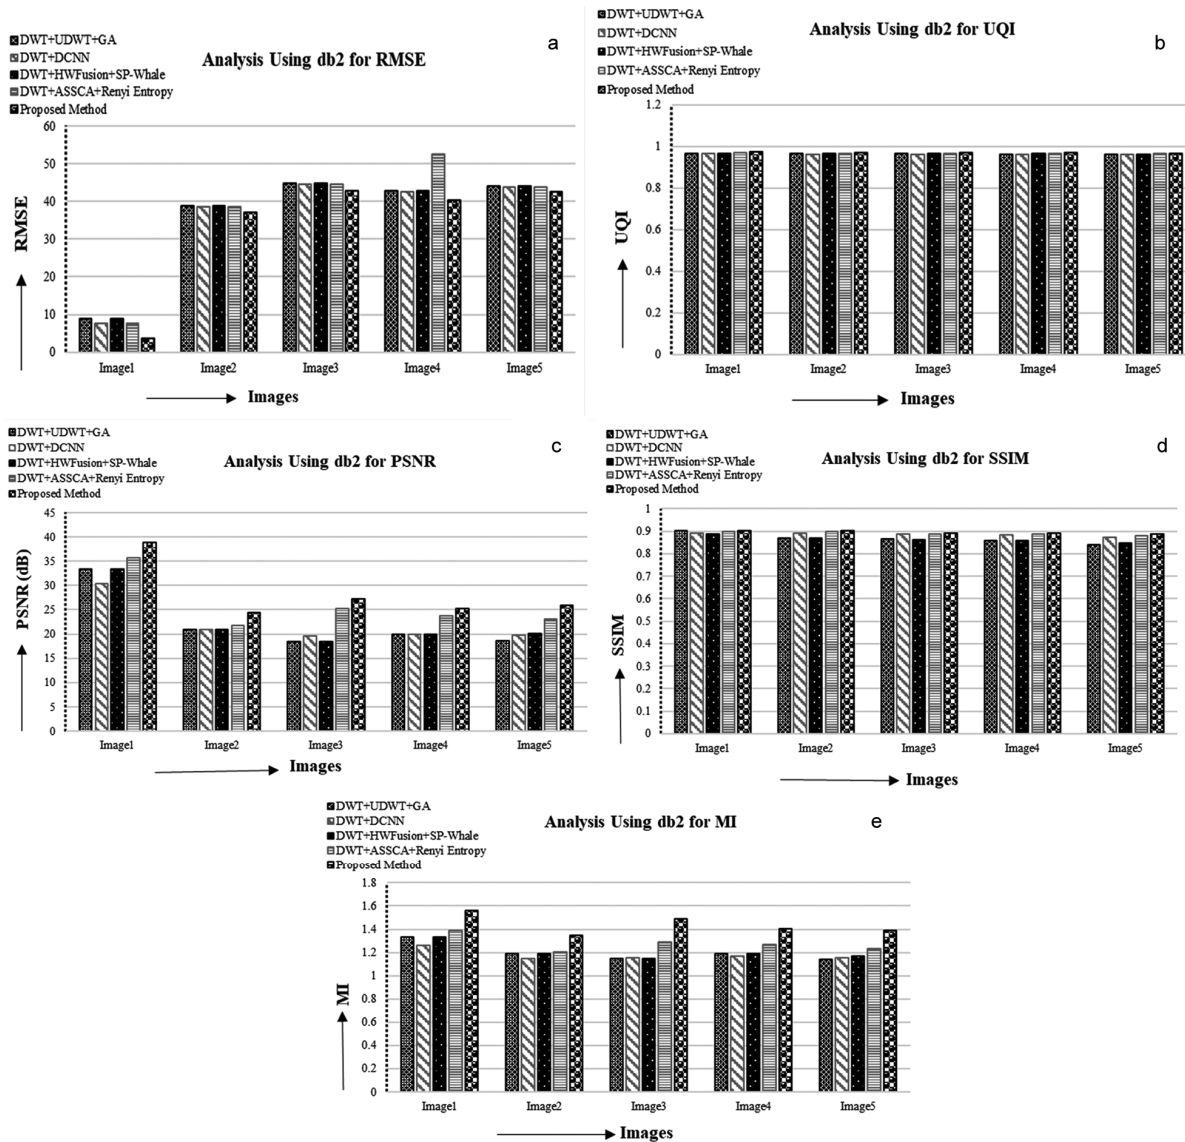 a
DWT+UDWT+GA
DWT+DCNN
DWT+HWFusion+SP-Whale
DWT+ASSCA+Renyi Entropy
Proposed Method
Analysis Using db2 for RMSE
60
50
40
30
20
10
0
RMSE
Image1 Image2 Image3 Image4 Image5
Images
b
DWT+UDWT+GA
DWT+DCNN
DWT+HWFusion+SP-Whale
DWT+ASSCA+Renyi Entropy
Proposed Method
Analysis Using db2 for UQI
1.2
1
0.8
0.6
0.4
0.2
0
UQI
Image1 Image2 Image3 Image4 Image5
Images
c
DWT+UDWT+GA
DWT+DCNN
DWT+HWFusion+SP-Whale
DWT+ASSCA+Renyi Entropy
Proposed Method
Analysis Using db2 for PSNR
45
40
35
30
25
20
15
10
5
0
PSNR (dB)
Image1 Image2 Image3 Image4 Image5
Images
d
DWT+UDWT+GA
DWT+DCNN
DWT+HWFusion+SP-Whale
DWT+ASSCA+Renyi Entropy
Proposed Method
Analysis Using db2 for SSIM
1
0.9
0.8
0.7
0.6
0.5
0.4
0.3
0.2
0.1
0
SSIM
Image1 Image2 Image3 Image4 Image5
Images
e
DWT+UDWT+GA
DWT+DCNN
DWT+HWFusion+SP-Whale
DWT+ASSCA+Renyi Entropy
Proposed Method
Analysis Using db2 for MI
1.8
1.6
1.4
1.2
1
0.8
0.6
0.4
0.2
0
MI
Image1 Image2 Image3 Image4 Image5
Images